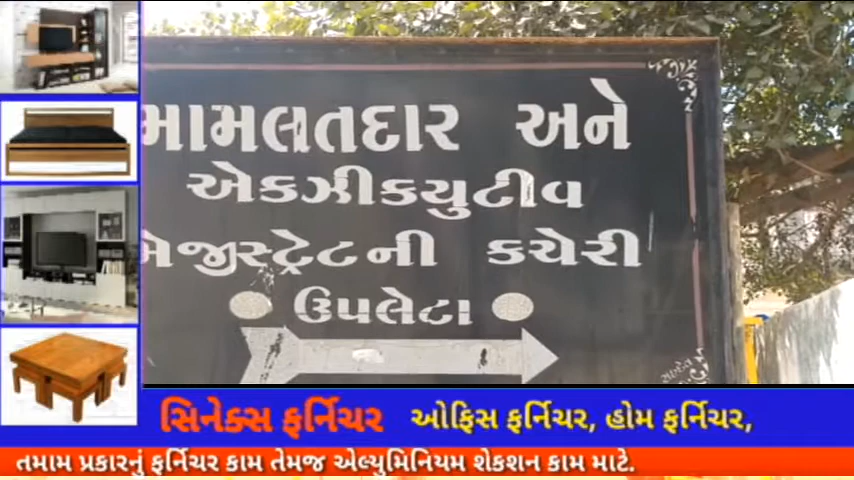 મામલતદાર અને
એકઝીકયુટીવ
મેજીસ્ટ્રેટની કચેરી
ઉપલેટા
સિનેક્સ ફર્નિચર ઓફિસ ફર્નિચર, હોમ ફર્નિચર,
તમામ પ્રકારનું ફર્નિચર કામ તેમજ એલ્યુમિનિયમ શેકશન કામ માટે.